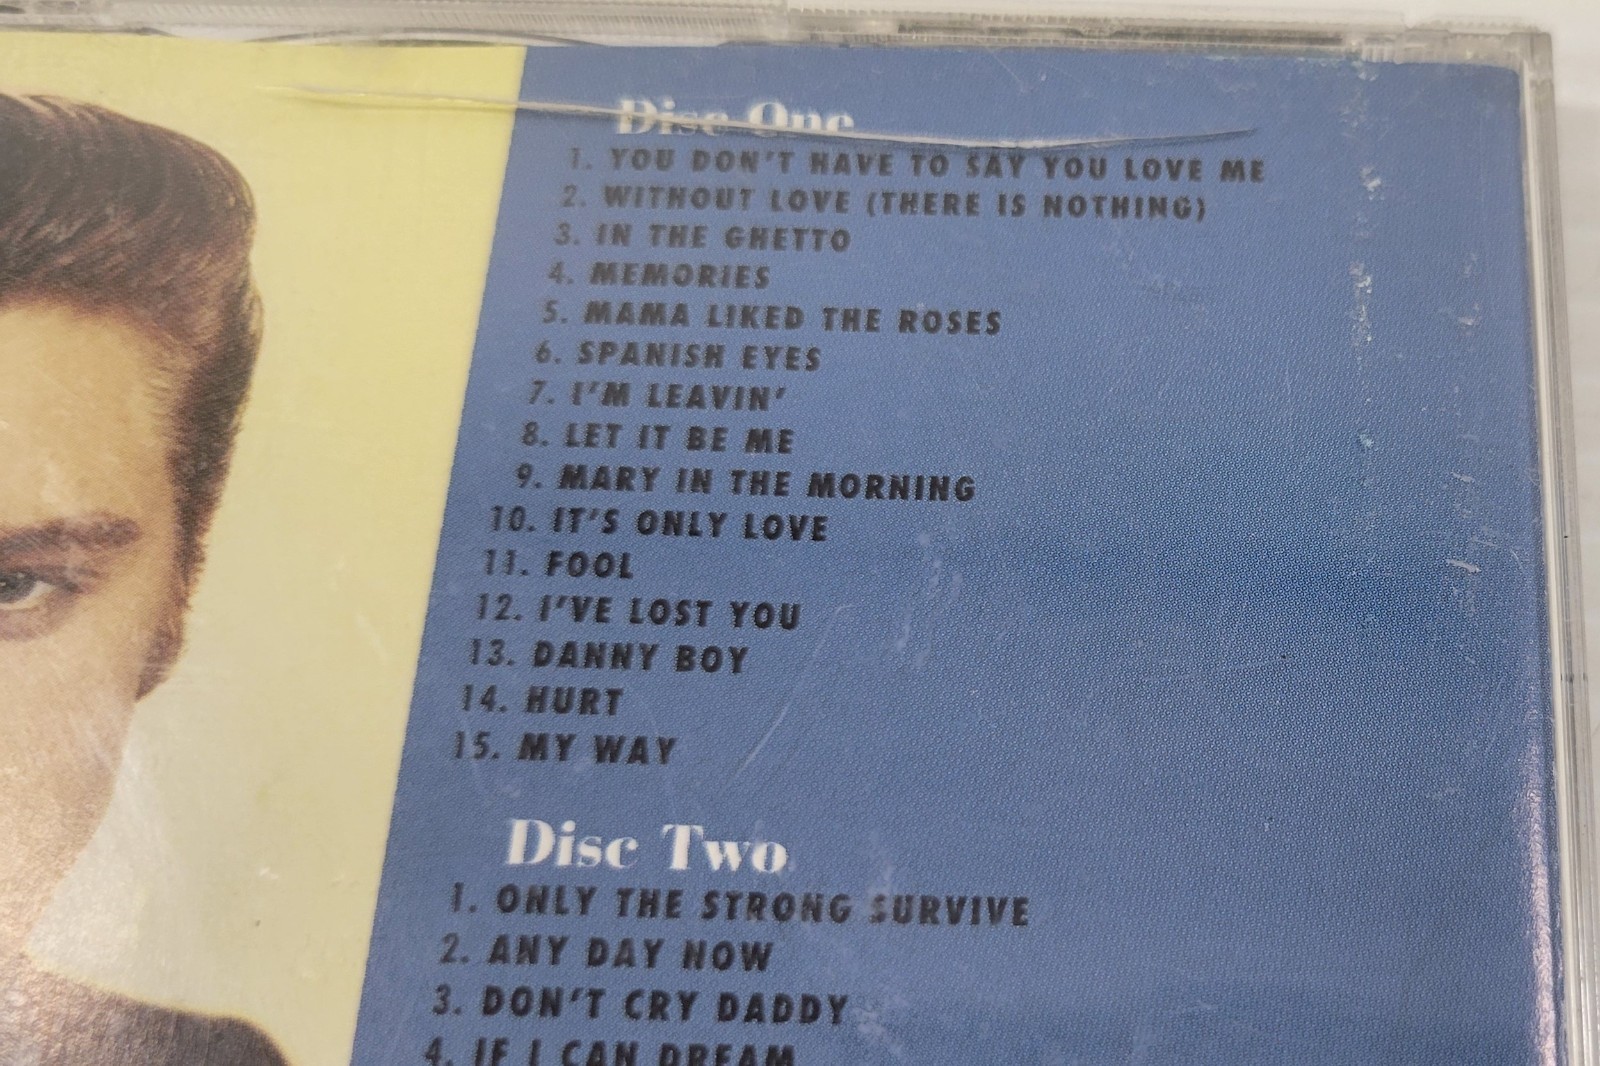 Disc One
1. YOU DON'T HAVE TO SAY YOU LOVE ME
2. WITHOUT LOVE (THERE IS NOTHING)
3. IN THE GHETTO
4. MEMORIES
5. MAMA LIKED THE ROSES
6. SPANISH EYES
7. I'M LEAVIN'
8. LET IT BE ME
9. MARY IN THE MORNING
10. IT'S ONLY LOVE
11. FOOL
12. I'VE LOST YOU
13. DANNY BOY
14. HURT
15. MY WAY
Disc Two
1. ONLY THE STRONG SURVIVE
2. ANY DAY NOW
3. DON'T CRY DADDY
4. IF I CAN DREAM